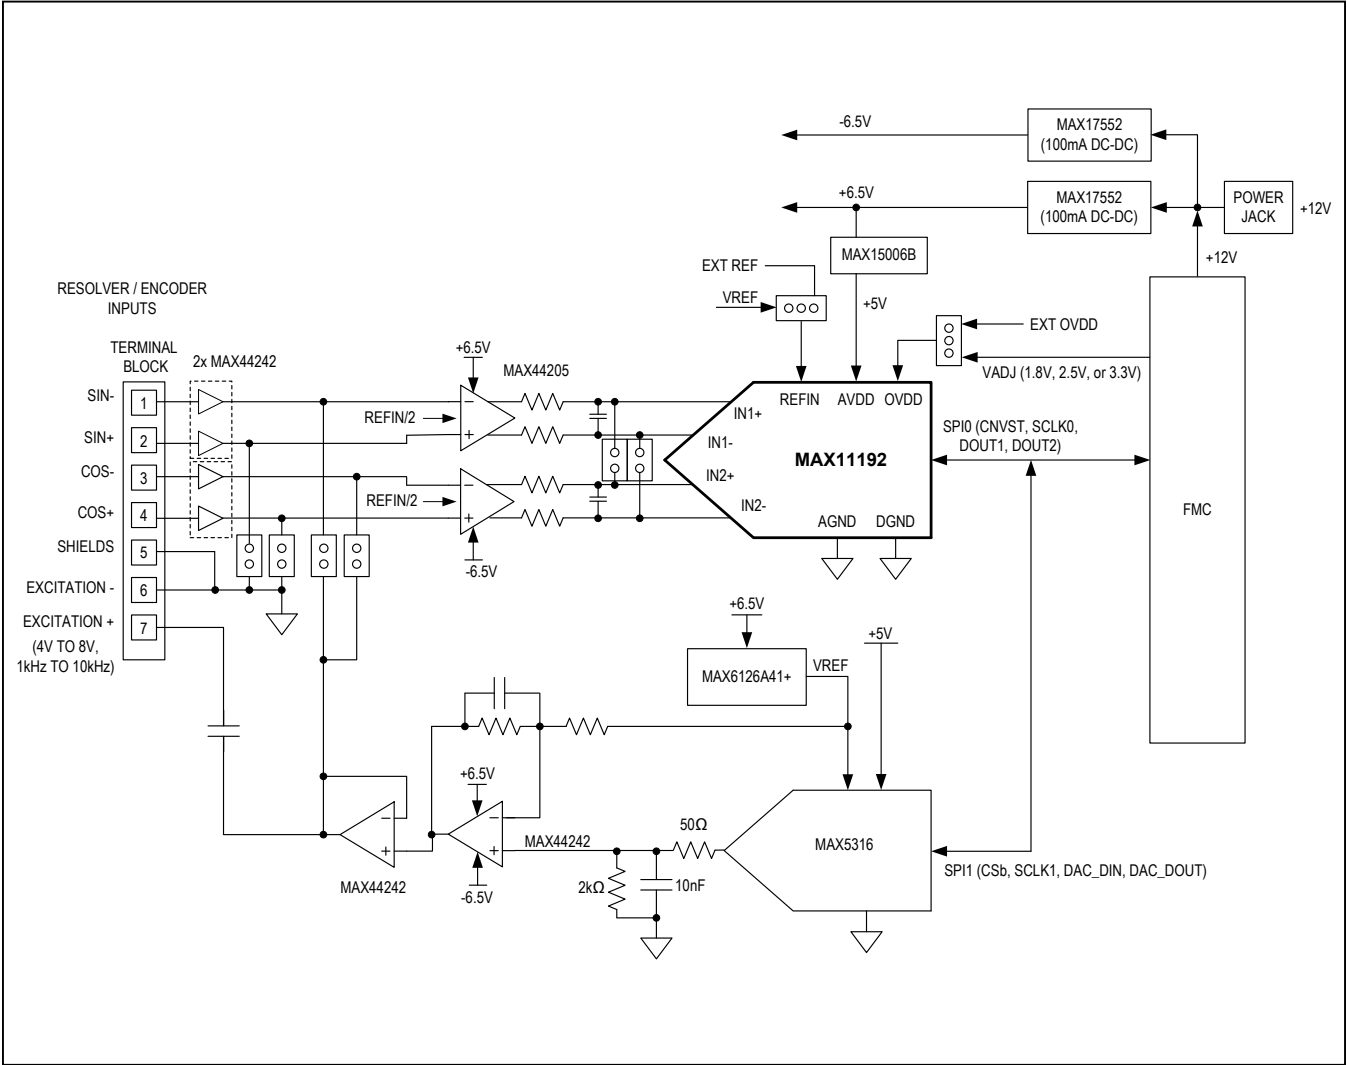 -6.5V
MAX17552
(100mA DC-DC)
+6.5V
MAX17552
(100mA DC-DC)
POWER
JACK
+12V
MAX15006B
+12V
EXT REF
VREF
+5V
RESOLVER / ENCODER
INPUTS
EXT OVDD
VADJ (1.8V, 2.5V, or 3.3V)
TERMINAL
BLOCK
2x MAX44242
+6.5V
MAX44205
SIN-
1
SIN+
2
COS-
3
COS+
4
SHIELDS
5
EXCITATION -
6
EXCITATION +
7
(4V TO 8V,
1kHz TO 10kHz)
REFIN/2
−
+
REFIN/2
−
+
-6.5V
REFIN
AVDD
OVDD
IN1+
IN1-
IN2+
IN2-
MAX11192
AGND
DGND
SPI0 (CNVST, SCLK0,
DOUT1, DOUT2)
FMC
+6.5V
MAX6126A41+
VREF
+5V
+6.5V
−
+
MAX44242
−
+
-6.5V
MAX44242
50Ω
2kΩ
10nF
MAX5316
SPI1 (CSb, SCLK1, DAC_DIN, DAC_DOUT)